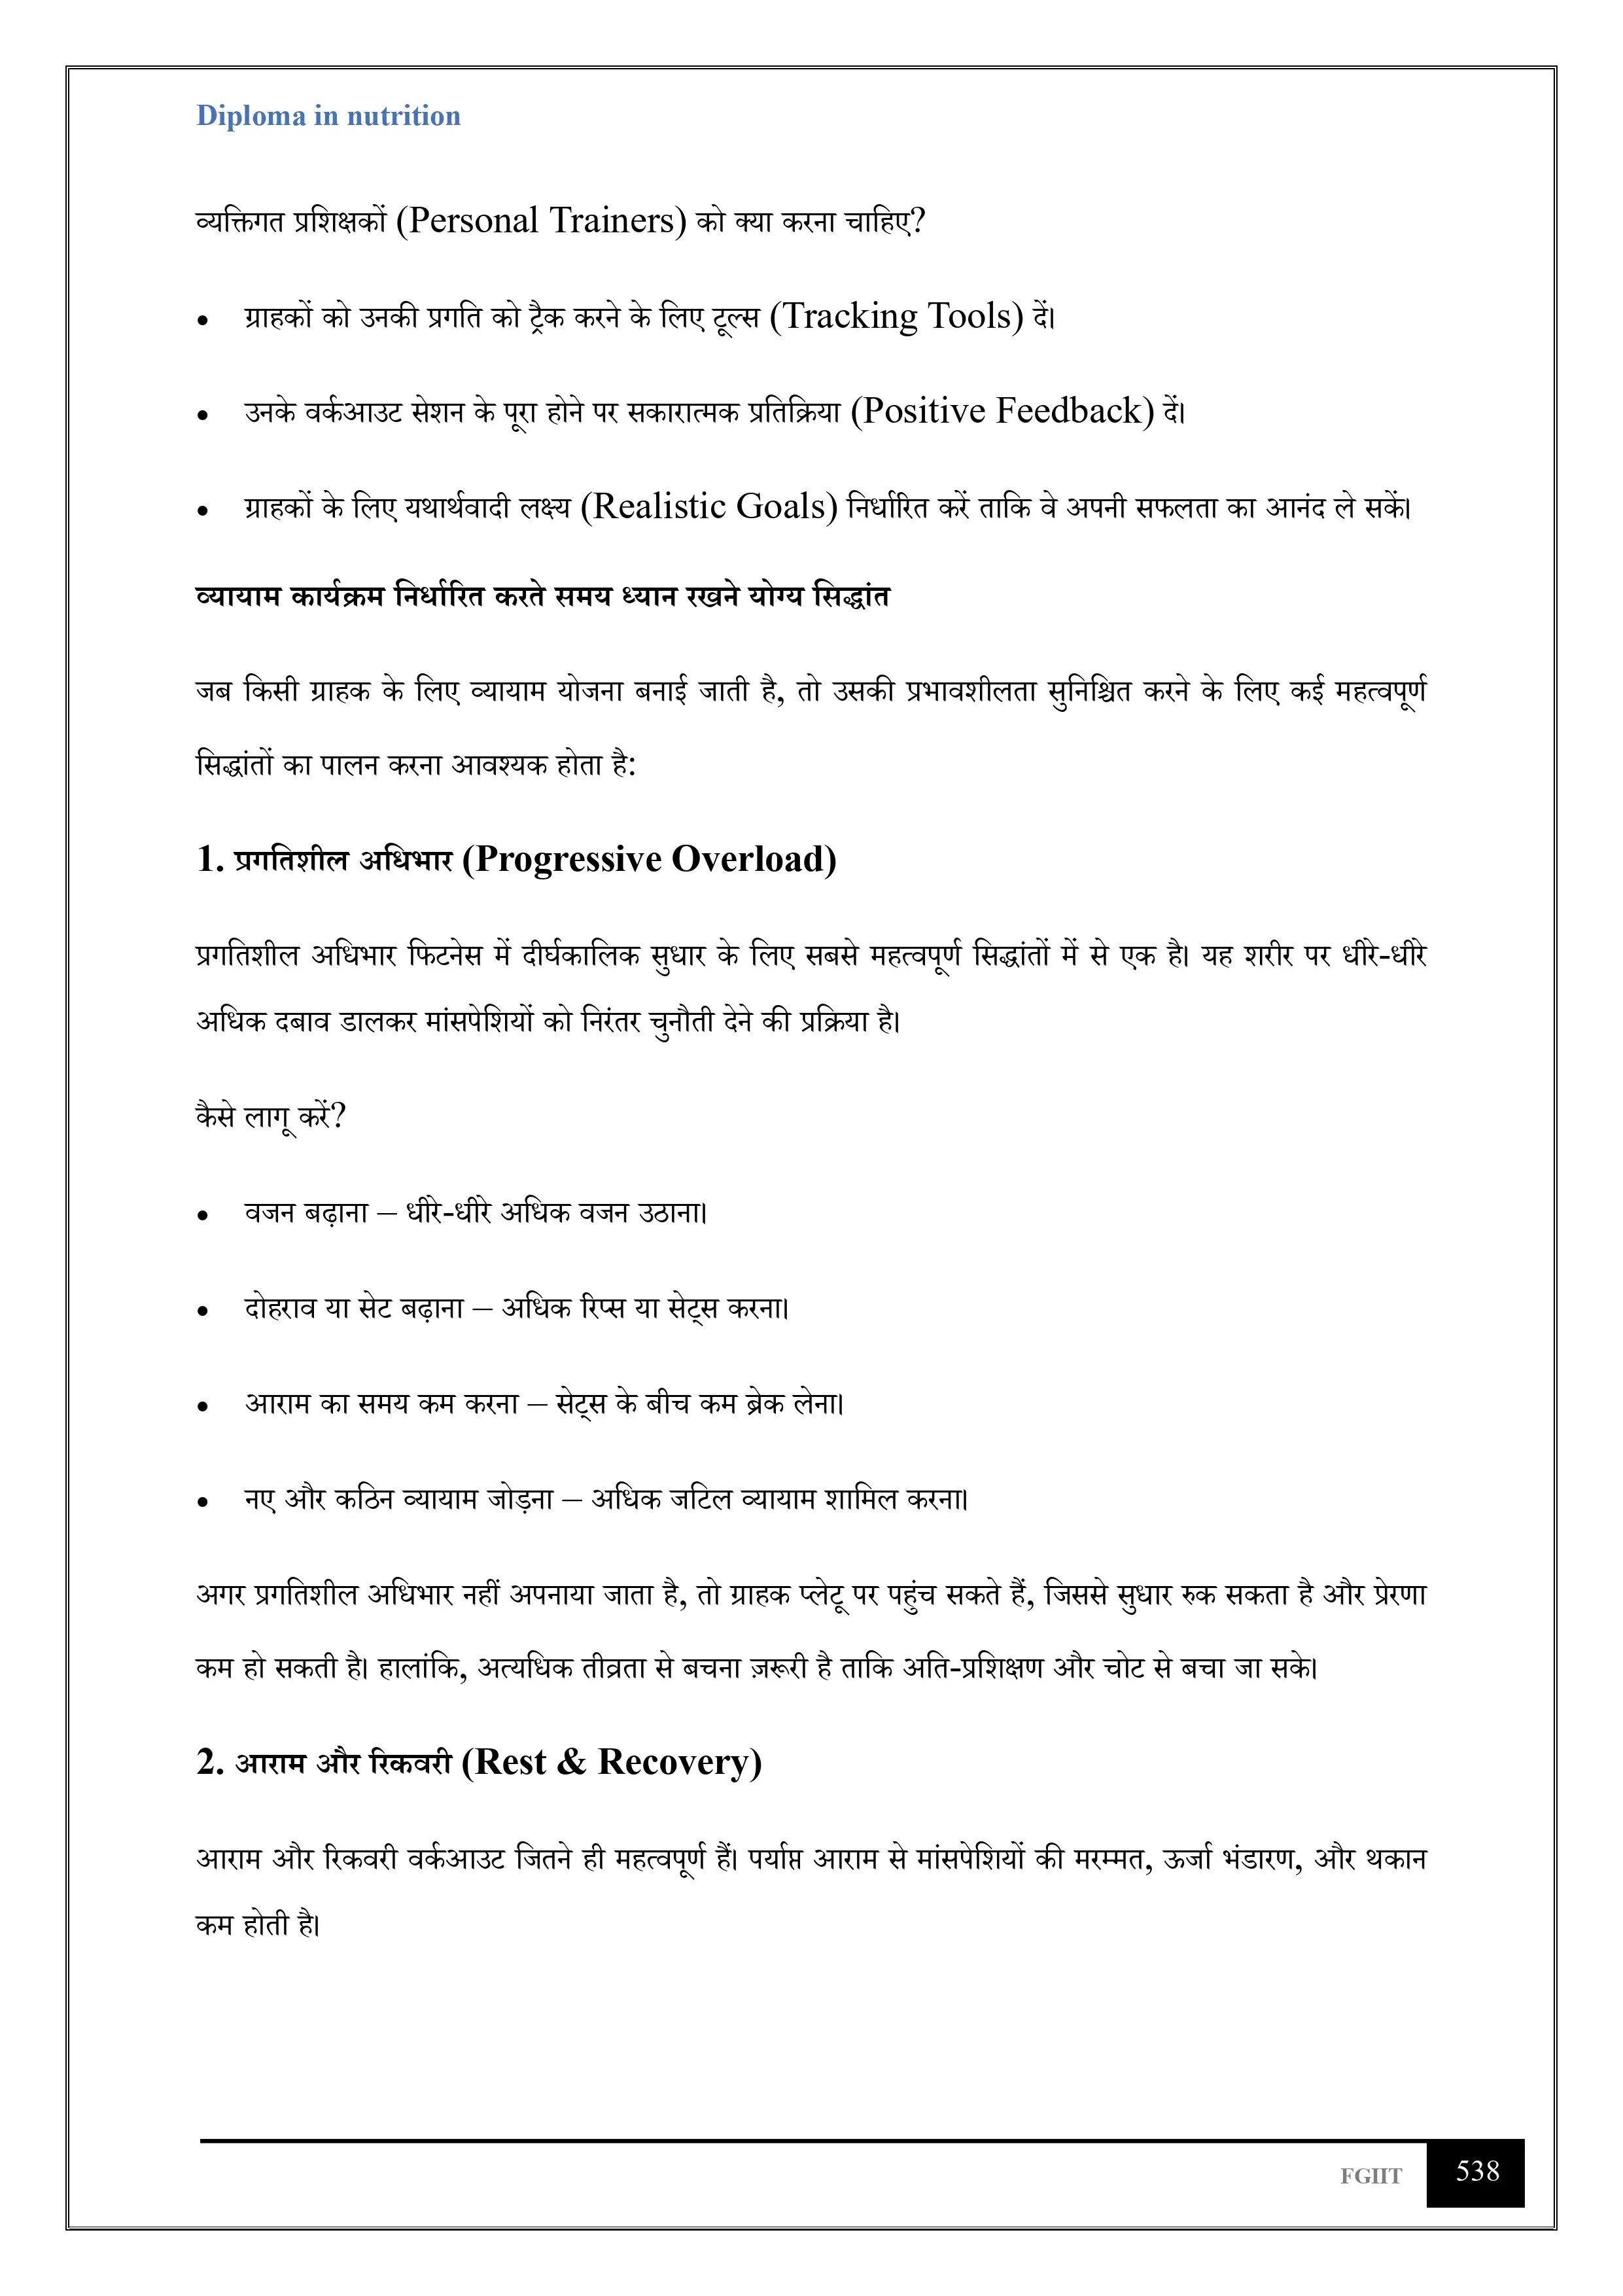 Diploma in nutrition
व्यक्तिगत प्रशिक्षकों (Personal Trainers) को क्या करना चाहिए?
• ग्राहकों को उनकी प्रगति को ट्रैक करने के लिए टूल्स (Tracking Tools) दें।
• उनके वर्कआउट सेशन के पूरा होने पर सकारात्मक प्रतिक्रिया (Positive Feedback) दें।
• ग्राहकों के लिए यथार्थवादी लक्ष्य (Realistic Goals) निर्धारित करें ताकि वे अपनी सफलता का आनंद ले सकें।
व्यायाम कार्यक्रम निर्धारित करते समय ध्यान रखने योग्य सिद्धांत
जब किसी ग्राहक के लिए व्यायाम योजना बनाई जाती है, तो उसकी प्रभावशीलता सुनिश्चित करने के लिए कई महत्वपूर्ण
सिद्धांतों का पालन करना आवश्यक होता है:
1. प्रगतिशील अधिभार (Progressive Overload)
प्रगतिशील अधिभार फिटनेस में दीर्घकालिक सुधार के लिए सबसे महत्वपूर्ण सिद्धांतों में से एक है। यह शरीर पर धीरे-धीरे
अधिक दबाव डालकर मांसपेशियों को निरंतर चुनौती देने की प्रक्रिया है।
कैसे लागू करें?
• वजन बढ़ाना – धीरे-धीरे अधिक वजन उठाना।
• दोहराव या सेट बढ़ाना – अधिक रिप्स या सेट्स करना।
• आराम का समय कम करना – सेट्स के बीच कम ब्रेक लेना।
• नए और कठिन व्यायाम जोड़ना – अधिक जटिल व्यायाम शामिल करना।
अगर प्रगतिशील अधिभार नहीं अपनाया जाता है, तो ग्राहक प्लेटू पर पहुंच सकते हैं, जिससे सुधार रुक सकता है और प्रेरणा
कम हो सकती है। हालांकि, अत्यधिक तीव्रता से बचना ज़रूरी है ताकि अति-प्रशिक्षण और चोट से बचा जा सके।
2. आराम और रिकवरी (Rest & Recovery)
आराम और रिकवरी वर्कआउट जितने ही महत्वपूर्ण हैं। पर्याप्त आराम से मांसपेशियों की मरम्मत, ऊर्जा भंडारण, और थकान
कम होती है।
FGIIT 538